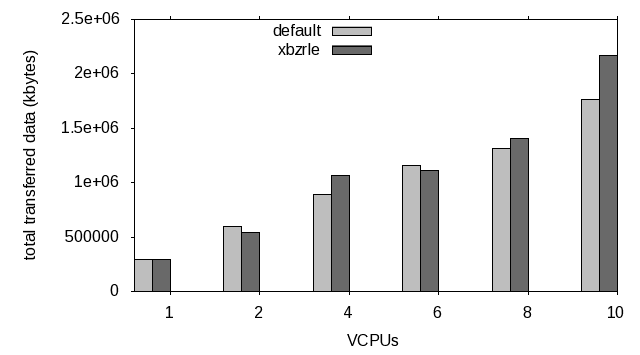 2.5e+06
default
xbzrle
2e+06
1.5e+06
1e+06
500000
0
total transferred data (kbytes)
1 2 4 6 8 10
VCPUs